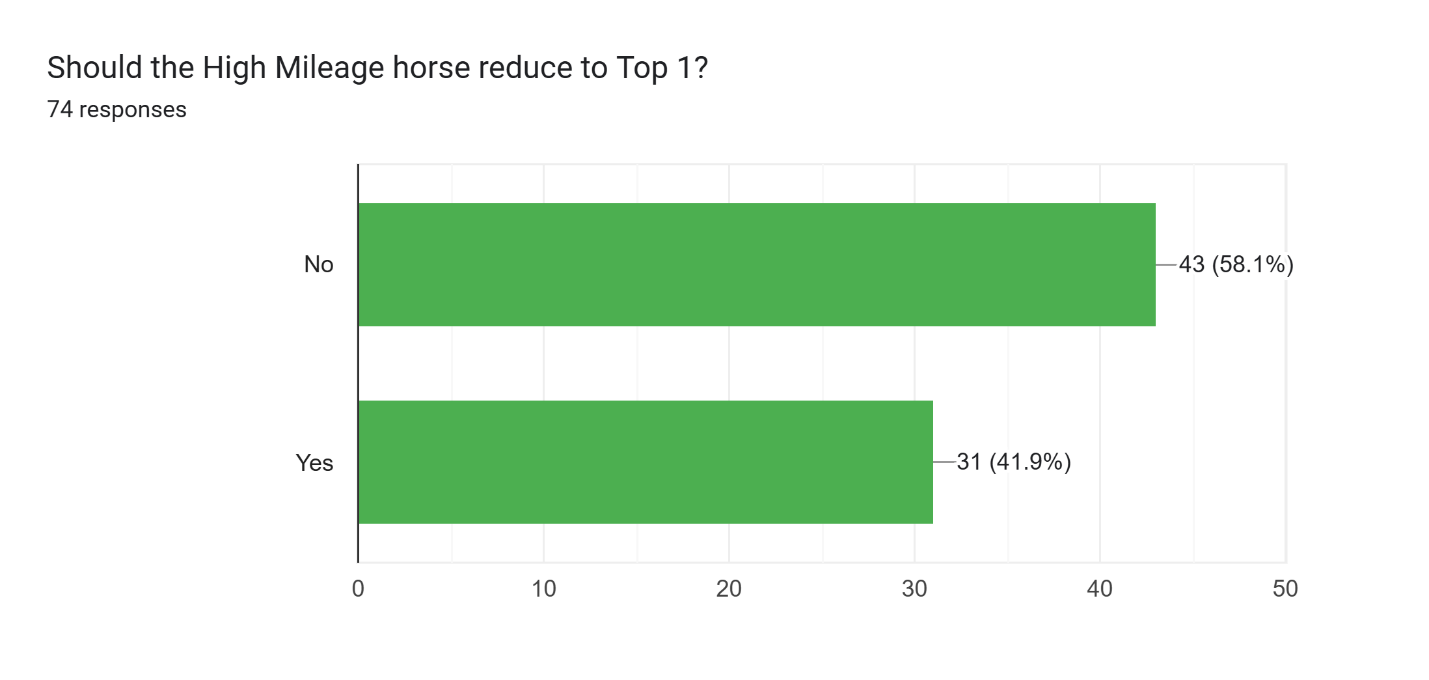 Should the High Mileage horse reduce to Top 1?
74 responses
No
43 (58.1%)
Yes
31 (41.9%)
0 10 20 30 40 50